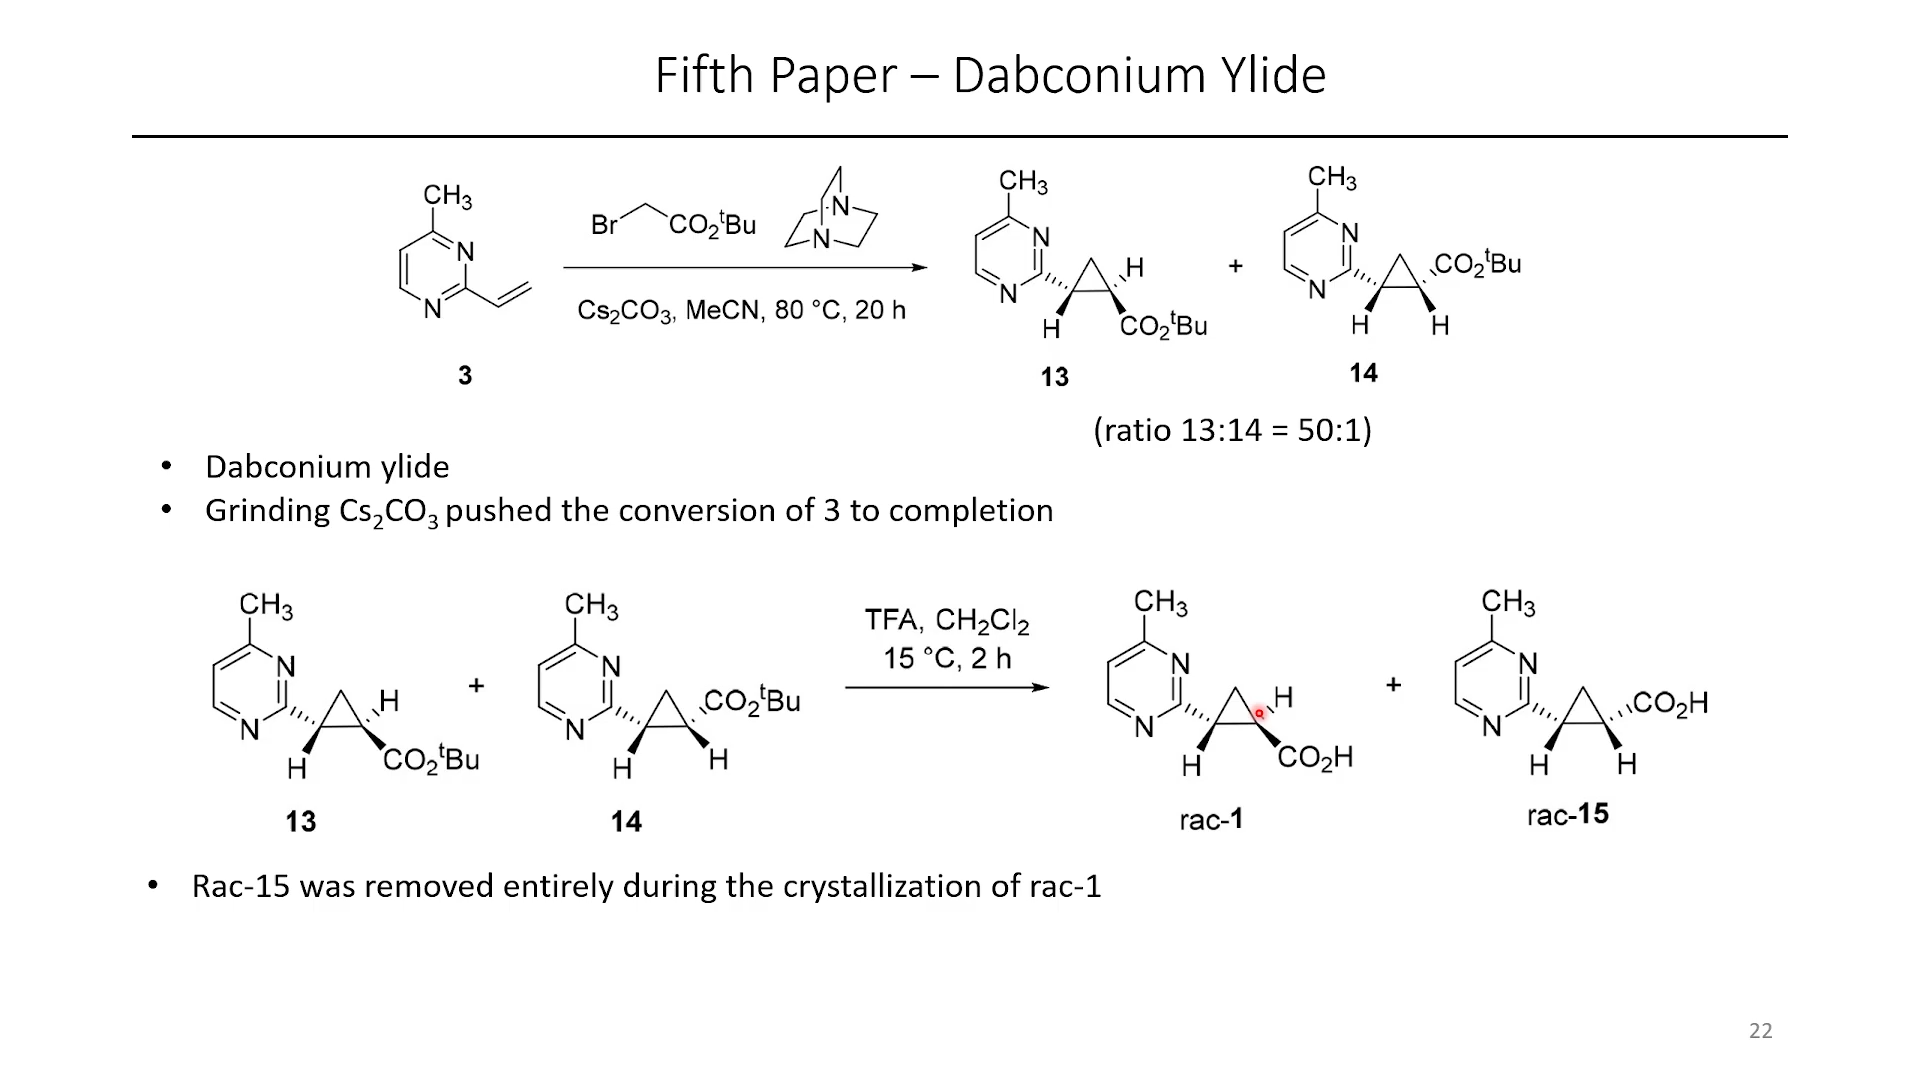 Fifth Paper – Dabconium Ylide
CH₃
N
N
3
Br
CO₂ᵗBu
N
N
Cs₂CO₃, MeCN, 80 °C, 20 h
CH₃
N
N
H
H
CO₂ᵗBu
13
+
CH₃
N
N
CO₂ᵗBu
H
H
14
(ratio 13:14 = 50:1)
• Dabconium ylide
• Grinding Cs₂CO₃ pushed the conversion of 3 to completion
CH₃
N
N
H
H
CO₂ᵗBu
13
+
CH₃
N
N
CO₂ᵗBu
H
H
14
TFA, CH₂Cl₂
15 °C, 2 h
CH₃
N
N
H
H
CO₂H
rac-1
+
CH₃
N
N
CO₂H
H
H
rac-15
• Rac-15 was removed entirely during the crystallization of rac-1
22